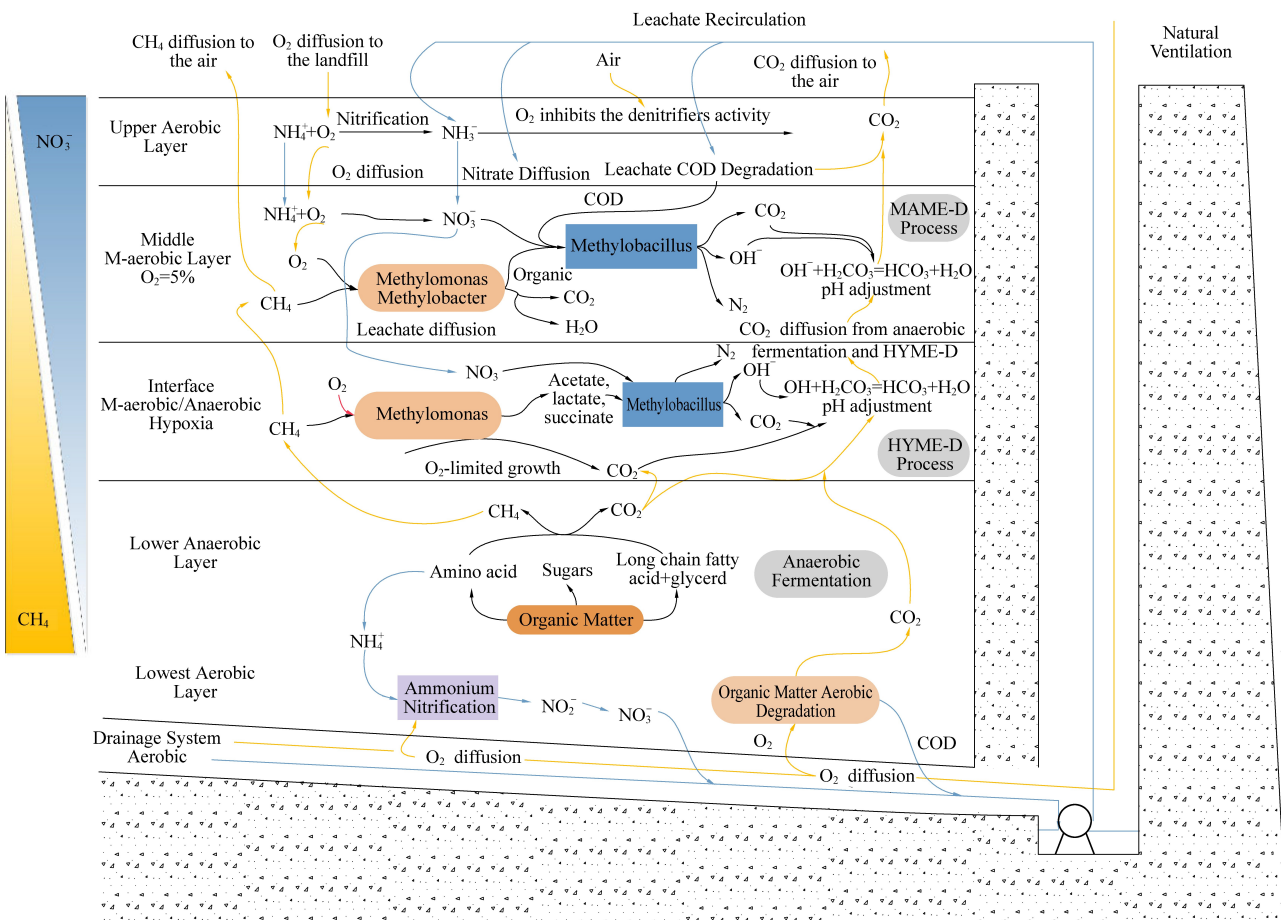 Leachate Recirculation
Natural
Ventilation
CH₄ diffusion to
the air
O₂ diffusion to
the landfill
Air
CO₂ diffusion to
the air
NO₃⁻
CH₄
Upper Aerobic
Layer
NH₄⁺+O₂
Nitrification
NH₃⁻
O₂ inhibits the denitrifiers activity
CO₂
O₂ diffusion
Nitrate Diffusion
Leachate COD Degradation
Middle
M-aerobic Layer
O₂=5%
NH₄⁺+O₂
NO₃⁻
COD
Methylobacillus
CO₂
OH⁻
N₂
MAME-D
Process
O₂
CH₄
Methylomonas
Methylobacter
Organic
CO₂
H₂O
OH⁻+H₂CO₃=HCO₃+H₂O
pH adjustment
Leachate diffusion
CO₂ diffusion from anaerobic
fermentation and HYME-D
Interface
M-aerobic/Anaerobic
Hypoxia
NO₃
N₂
OH⁻
O₂
CH₄
Methylomonas
Acetate,
lactate,
succinate
Methylobacillus
CO₂
OH+H₂CO₃=HCO₃+H₂O
pH adjustment
O₂-limited growth
CO₂
HYME-D
Process
Lower Anaerobic
Layer
CH₄
CO₂
Amino acid
Sugars
Long chain fatty
acid+glycerd
Anaerobic
Fermentation
Organic Matter
CO₂
NH₄⁺
Lowest Aerobic
Layer
Ammonium
Nitrification
NO₂⁻
NO₃⁻
Organic Matter Aerobic
Degradation
Drainage System
Aerobic
O₂ diffusion
O₂
COD
O₂ diffusion